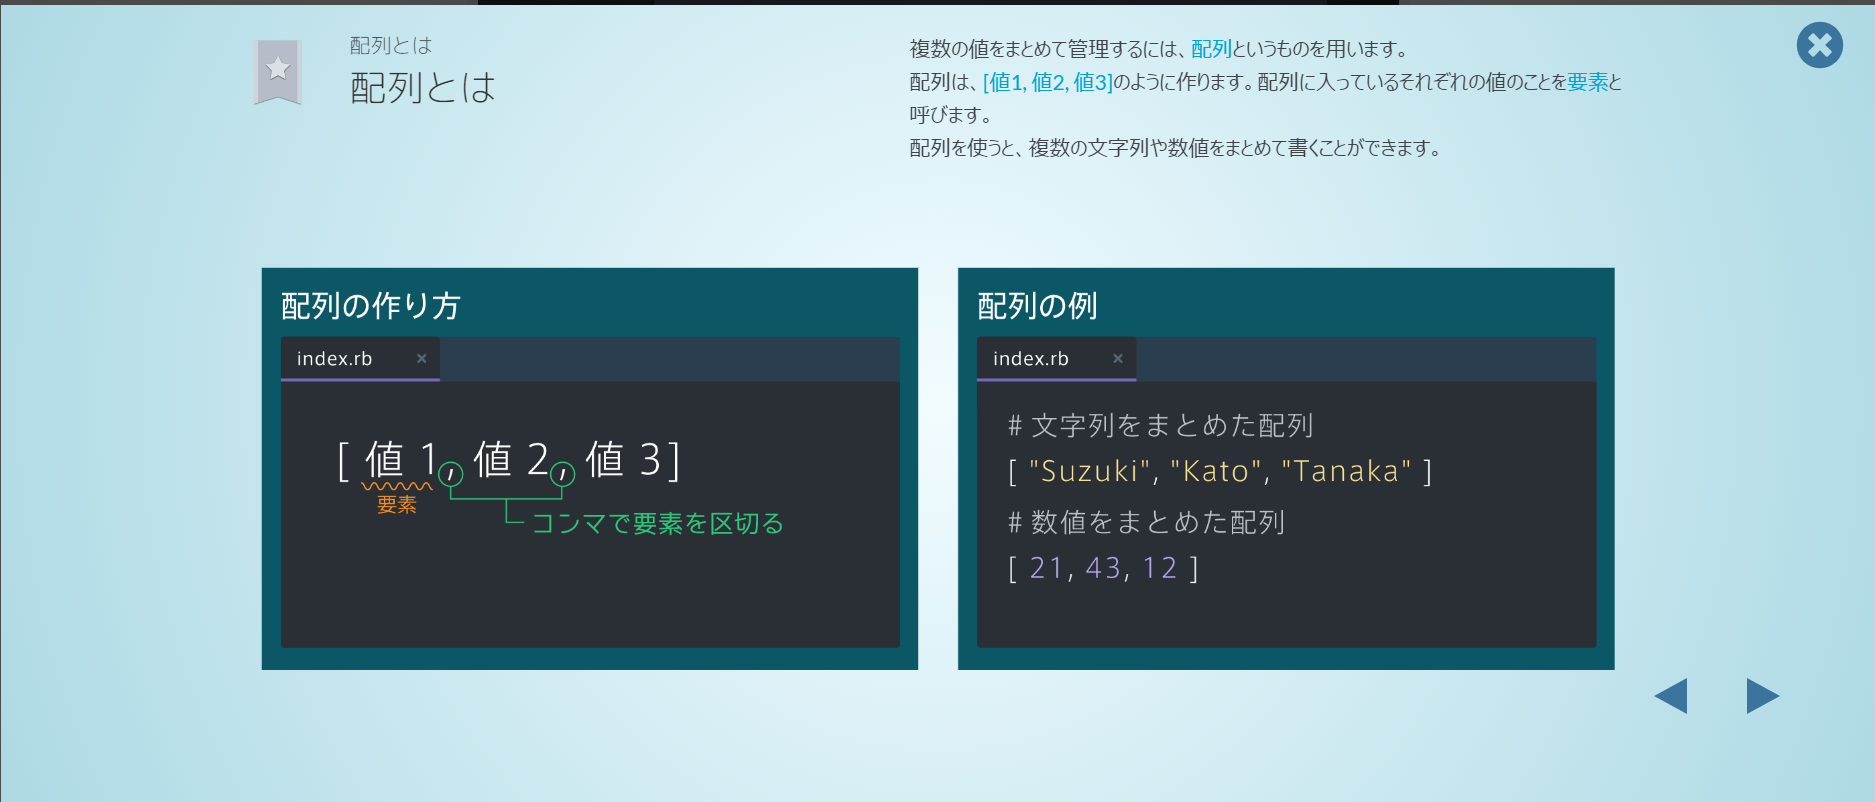 配列とは
配列とは
複数の値をまとめて管理するには、配列というものを用います。
配列は、[値1, 値2, 値3]のように作ります。配列に入っているそれぞれの値のことを要素と
呼びます。
配列を使うと、複数の文字列や数値をまとめて書くことができます。
配列の作り方
index.rb ×
[ 値 1, 値 2, 値 3 ]
要素
コンマで要素を区切る
配列の例
index.rb ×
# 文字列をまとめた配列
[ "Suzuki", "Kato", "Tanaka" ]
# 数値をまとめた配列
[ 21, 43, 12 ]